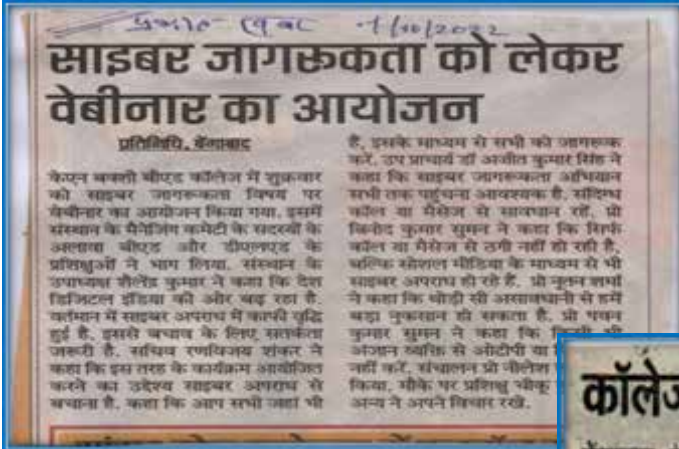 प्रभात खबर 1/10/2022
साइबर जागरूकता को लेकर
वेबीनार का आयोजन
प्रतिनिधि, बेंगाबाद
केएन बक्शी बीएड कॉलेज में शुक्रवार
को साइबर जागरूकता विषय पर
वेबीनार का आयोजन किया गया. इसमें
संस्थान के मैनेजिंग कमेटी के सदस्यों के
अलावा बीएड और डीएलएड के
प्रशिक्षुओं ने भाग लिया. संस्थान के
उपाध्यक्ष शैलेंद्र कुमार ने कहा कि देश
डिजिटल इंडिया की ओर बढ़ रहा है.
वर्तमान में साइबर अपराध में काफी वृद्धि
हुई है. इससे बचाव के लिए सतर्कता
जरूरी है. सचिव रणविजय शंकर ने
कहा कि इस तरह के कार्यक्रम आयोजित
करने का उद्देश्य साइबर अपराध से
बचाना है. कहा कि आप सभी जहां भी
हैं, इसके माध्यम से सभी को जागरूक
करें. उप प्राचार्य डॉ अजीत कुमार सिंह ने
कहा कि साइबर जागरूकता अभियान
सभी तक पहुंचना आवश्यक है. संदिग्ध
कॉल या मैसेज से सावधान रहें. प्रो
बिनोद कुमार सुमन ने कहा कि सिर्फ
कॉल या मैसेज से ठगी नहीं हो रही है.
बल्कि सोशल मीडिया के माध्यम से भी
साइबर अपराध हो रहे हैं. प्रो नूतन शर्मा
ने कहा कि थोड़ी सी असावधानी से हमें
बड़ा नुकसान हो सकता है. प्रो पवन
कुमार सुमन ने कहा कि किसी भी
अंजान व्यक्ति से ओटीपी या
नहीं करें. संचालन प्रो नीलेश
किया. मौके पर प्रशिक्षु पीकू
अन्य ने अपने विचार रखे.
कॉलेज